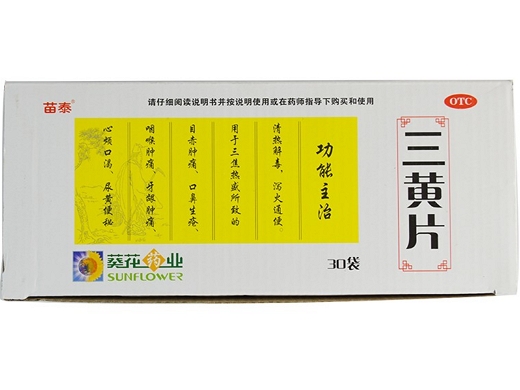 苗泰®
请仔细阅读说明书并按说明使用或在药师指导下购买和使用
OTC
三黄片
功能主治
清热解毒，泻火通便。
用于三焦热盛所致的
目赤肿痛、口鼻生疮、
咽喉肿痛、牙龈肿痛、
心烦口渴、尿黄便秘
葵花药业
SUNFLOWER
30袋